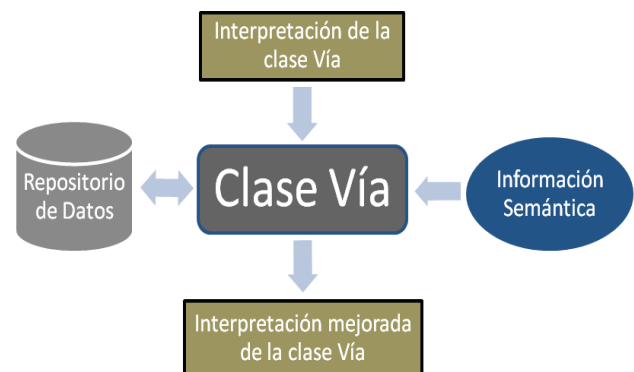 Interpretación de la
clase Vía
Repositorio
de Datos
Clase Vía
Información
Semántica
Interpretación mejorada
de la clase Vía